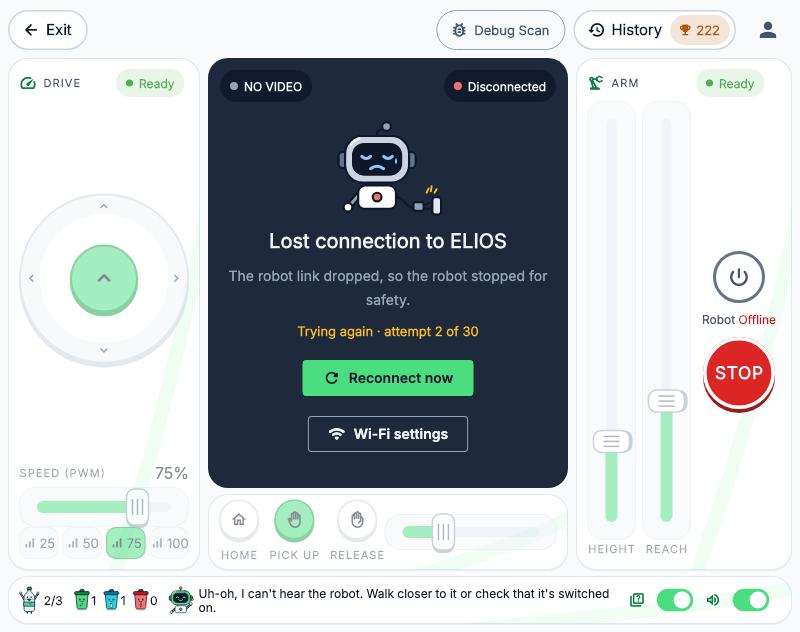 Exit
Debug Scan
History
222
DRIVE
Ready
NO VIDEO
Disconnected
Lost connection to ELIOS
The robot link dropped, so the robot stopped for
safety.
Trying again · attempt 2 of 30
Reconnect now
Wi-Fi settings
ARM
Ready
Robot Offline
STOP
SPEED (PWM)
75%
25
50
75
100
HOME
PICK UP
RELEASE
HEIGHT
REACH
2/3
1
1
0
Uh-oh, I can't hear the robot. Walk closer to it or check that it's switched
on.